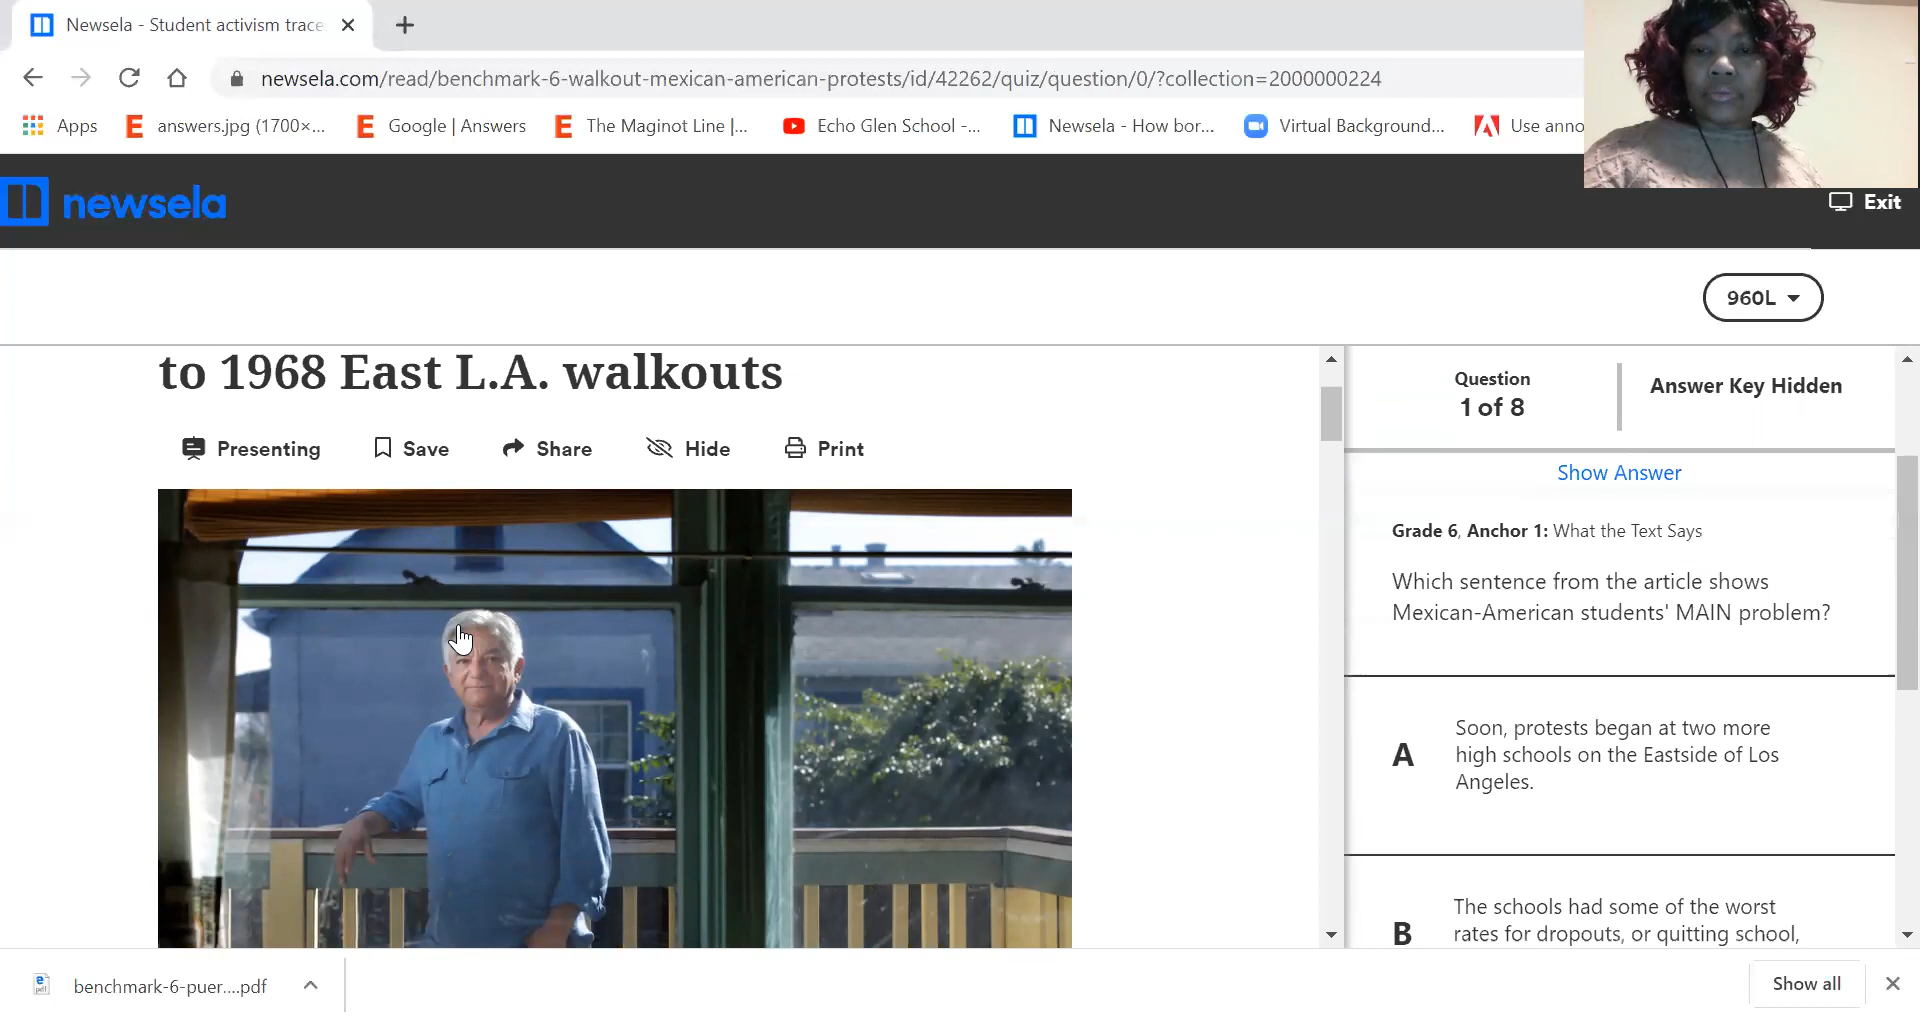 Newsela - Student activism trace
newsela.com/read/benchmark-6-walkout-mexican-american-protests/id/42262/quiz/question/0/?collection=2000000224
Apps answers.jpg (1700×... Google | Answers The Maginot Line |... Echo Glen School -... Newsela - How bor... Virtual Background... Use anno
newsela
Exit
960L
to 1968 East L.A. walkouts
Presenting Save Share Hide Print
Question
1 of 8
Answer Key Hidden
Show Answer
Grade 6, Anchor 1: What the Text Says
Which sentence from the article shows
Mexican-American students' MAIN problem?
A
Soon, protests began at two more
high schools on the Eastside of Los
Angeles.
B
The schools had some of the worst
rates for dropouts, or quitting school,
benchmark-6-puer....pdf
Show all